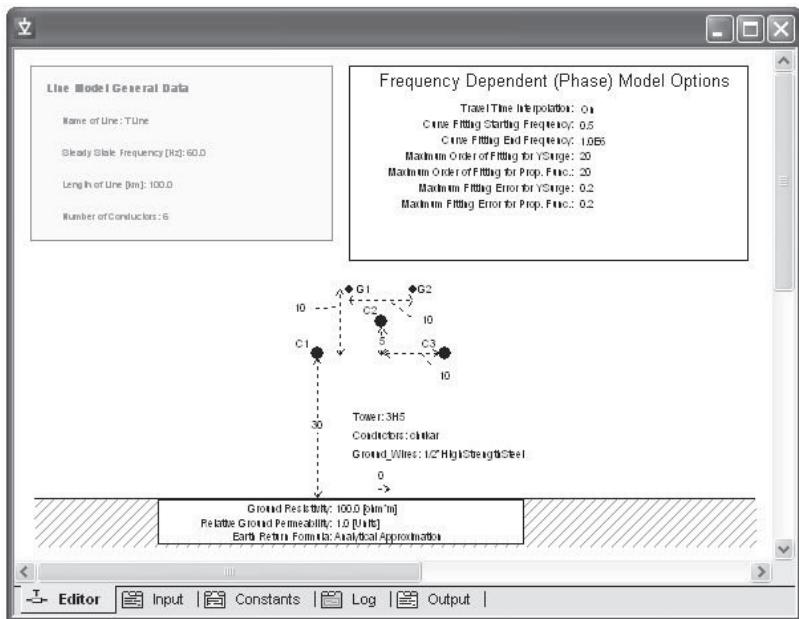 Line Model General Data
Name of Line: TLine
Steady State Frequency [Hz]: 60.0
Length of Line [km]: 100.0
Number of Conductors: 6
Frequency Dependent (Phase) Model Options
Travel Time Interpolation: On
Curve Fitting Starting Frequency: 0.5
Curve Fitting End Frequency: 1.0E6
Maximum Order of Fitting for YSurge: 20
Maximum Order of Fitting for Prop. Func.: 20
Maximum Fitting Error for YSurge: 0.2
Maximum Fitting Error for Prop. Func.: 0.2
G1
G2
10
C2
10
C1
5
C3
10
30
Tower: 3H5
Conductors: chukar
Ground_Wires: 1/2"HighStrengthSteel
0
Ground Resistivity: 100.0 [ohm*m]
Relative Ground Permeability: 1.0 [Units]
Earth Return Formula: Analytical Approximation
Editor
Input
Constants
Log
Output